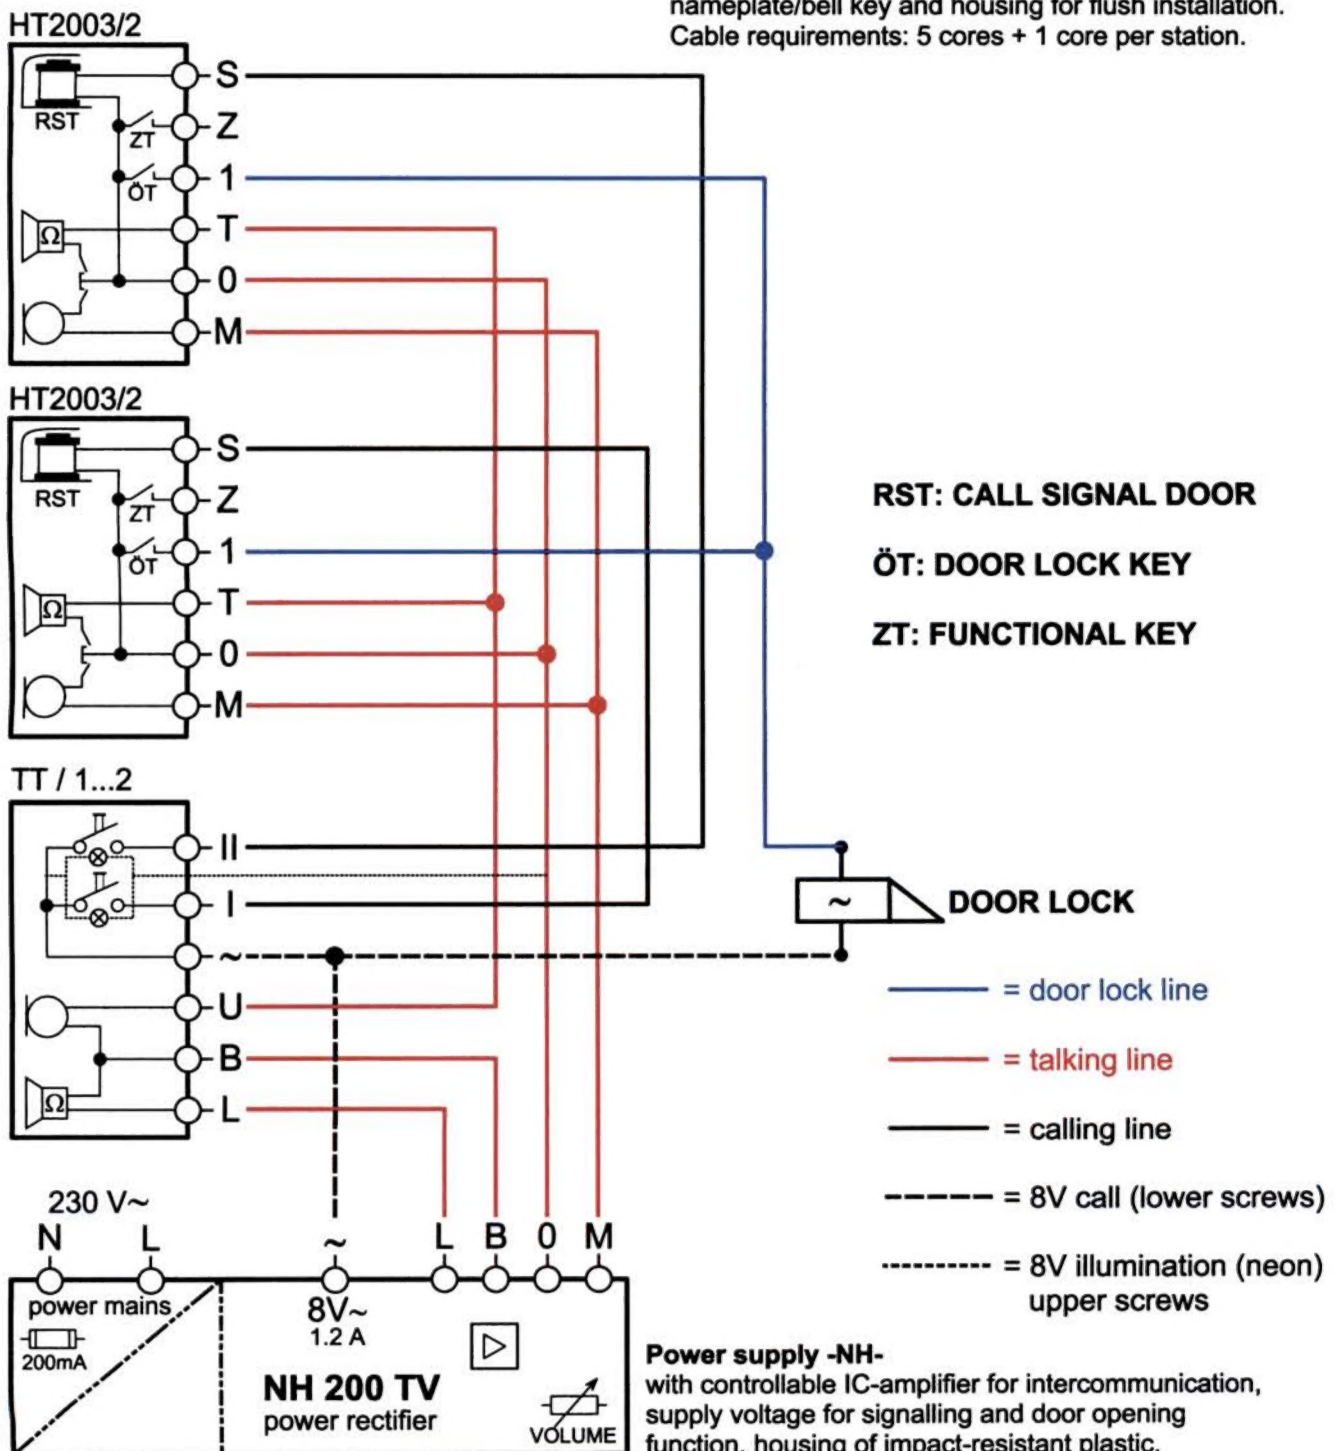 nameplate/bell key and housing for flush installation.
Cable requirements: 5 cores + 1 core per station.
HT2003/2
RST
ZT
ÖT
Ω
S
Z
1
T
0
M
HT2003/2
RST
ZT
ÖT
Ω
S
Z
1
T
0
M
RST: CALL SIGNAL DOOR
ÖT: DOOR LOCK KEY
ZT: FUNCTIONAL KEY
TT / 1...2
II
I
~
U
B
L
Ω
~
DOOR LOCK
= door lock line
= talking line
= calling line
= 8V call (lower screws)
= 8V illumination (neon)
upper screws
230 V~
N L ~ L B 0 M
power mains
200mA
8V~
1.2 A
NH 200 TV
power rectifier
VOLUME
Power supply -NH-
with controllable IC-amplifier for intercommunication,
supply voltage for signalling and door opening
function, housing of impact-resistant plastic.